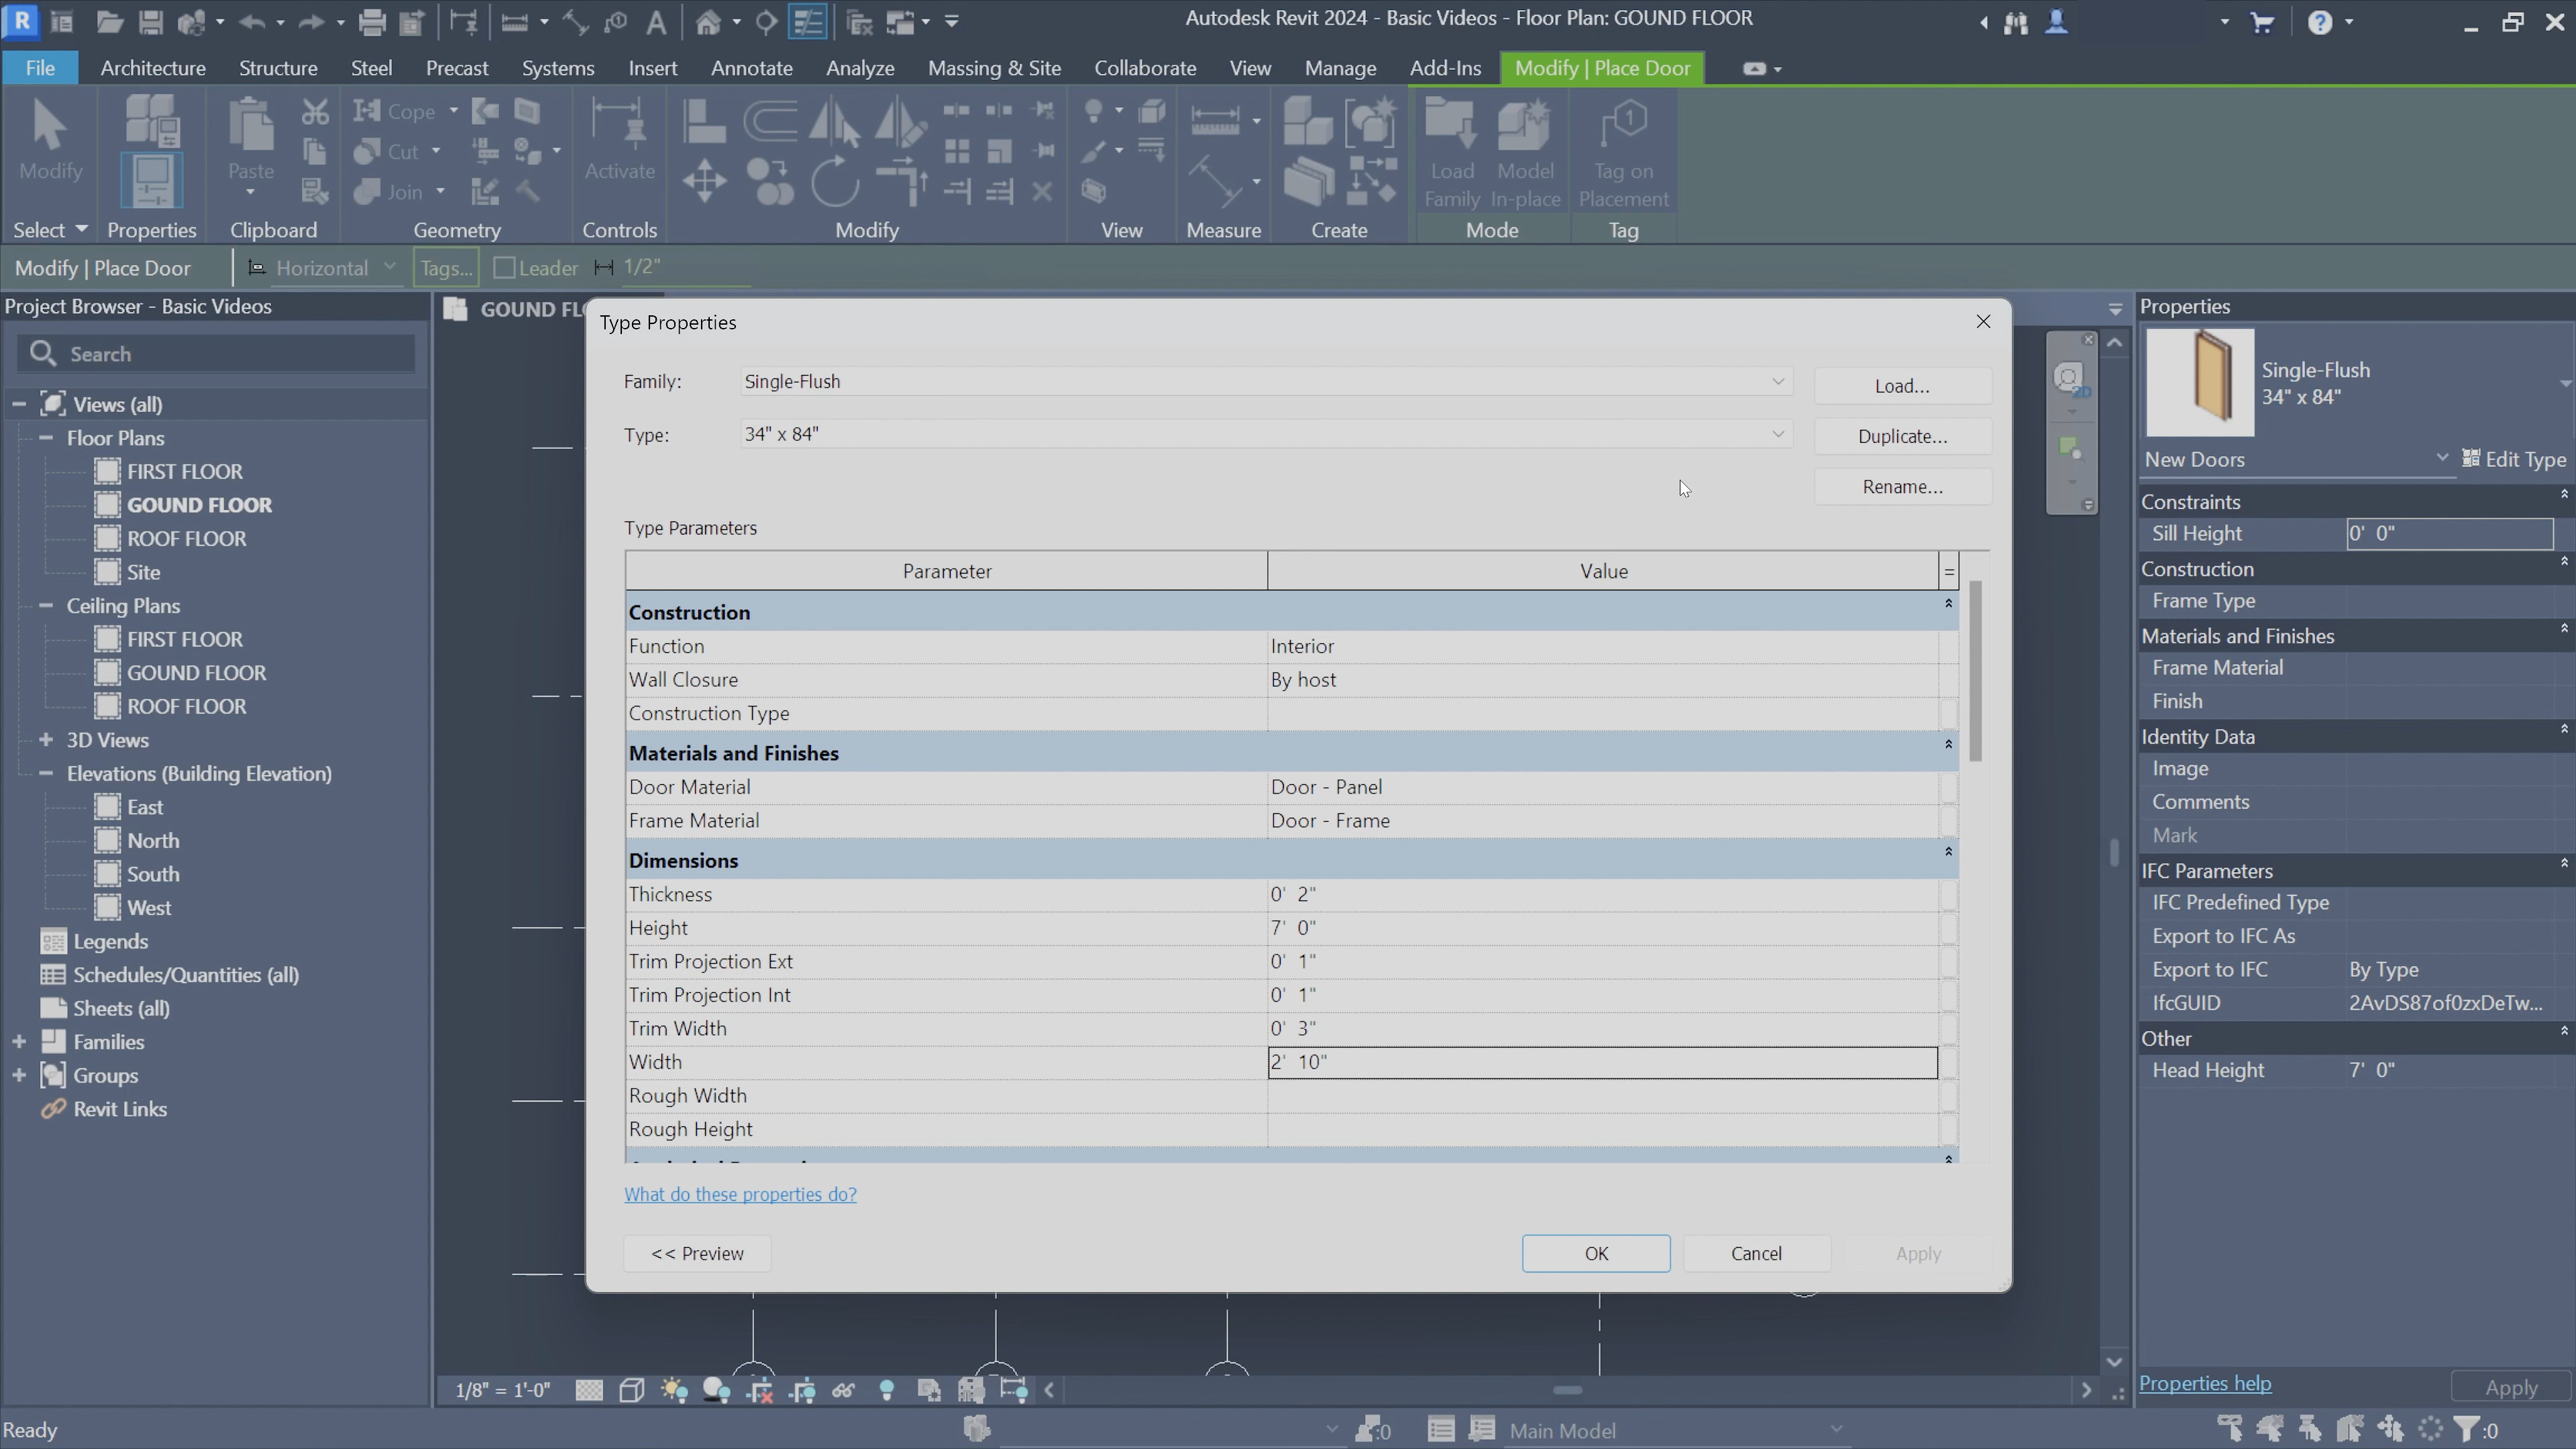 Autodesk Revit 2024 - Basic Videos - Floor Plan: GOUND FLOOR
File Architecture Structure Steel Precast Systems Insert Annotate Analyze Massing & Site Collaborate View Manage Add-Ins Modify | Place Door
Modify
Paste
Cope
Cut
Join
Activate
Load Family
Model In-place
Tag on Placement
Select Properties Clipboard Geometry Controls Modify View Measure Create Mode Tag
Modify | Place Door Horizontal Tags... Leader 1/2"
Project Browser - Basic Videos
Search
Views (all)
Floor Plans
FIRST FLOOR
GOUND FLOOR
ROOF FLOOR
Site
Ceiling Plans
FIRST FLOOR
GOUND FLOOR
ROOF FLOOR
3D Views
Elevations (Building Elevation)
East
North
South
West
Legends
Schedules/Quantities (all)
Sheets (all)
Families
Groups
Revit Links
GOUND FL
Type Properties
Family: Single-Flush Load...
Type: 34" x 84" Duplicate...
Rename...
Type Parameters
Parameter Value =
Construction
Function Interior
Wall Closure By host
Construction Type
Materials and Finishes
Door Material Door - Panel
Frame Material Door - Frame
Dimensions
Thickness 0' 2"
Height 7' 0"
Trim Projection Ext 0' 1"
Trim Projection Int 0' 1"
Trim Width 0' 3"
Width 2' 10"
Rough Width
Rough Height
What do these properties do?
<< Preview OK Cancel Apply
2D
Properties
Single-Flush
34" x 84"
New Doors Edit Type
Constraints
Sill Height 0' 0"
Construction
Frame Type
Materials and Finishes
Frame Material
Finish
Identity Data
Image
Comments
Mark
IFC Parameters
IFC Predefined Type
Export to IFC As
Export to IFC By Type
IfcGUID 2AvDS87of0zxDeTw...
Other
Head Height 7' 0"
Properties help Apply
1/8" = 1'-0"
Ready :0 Main Model :0